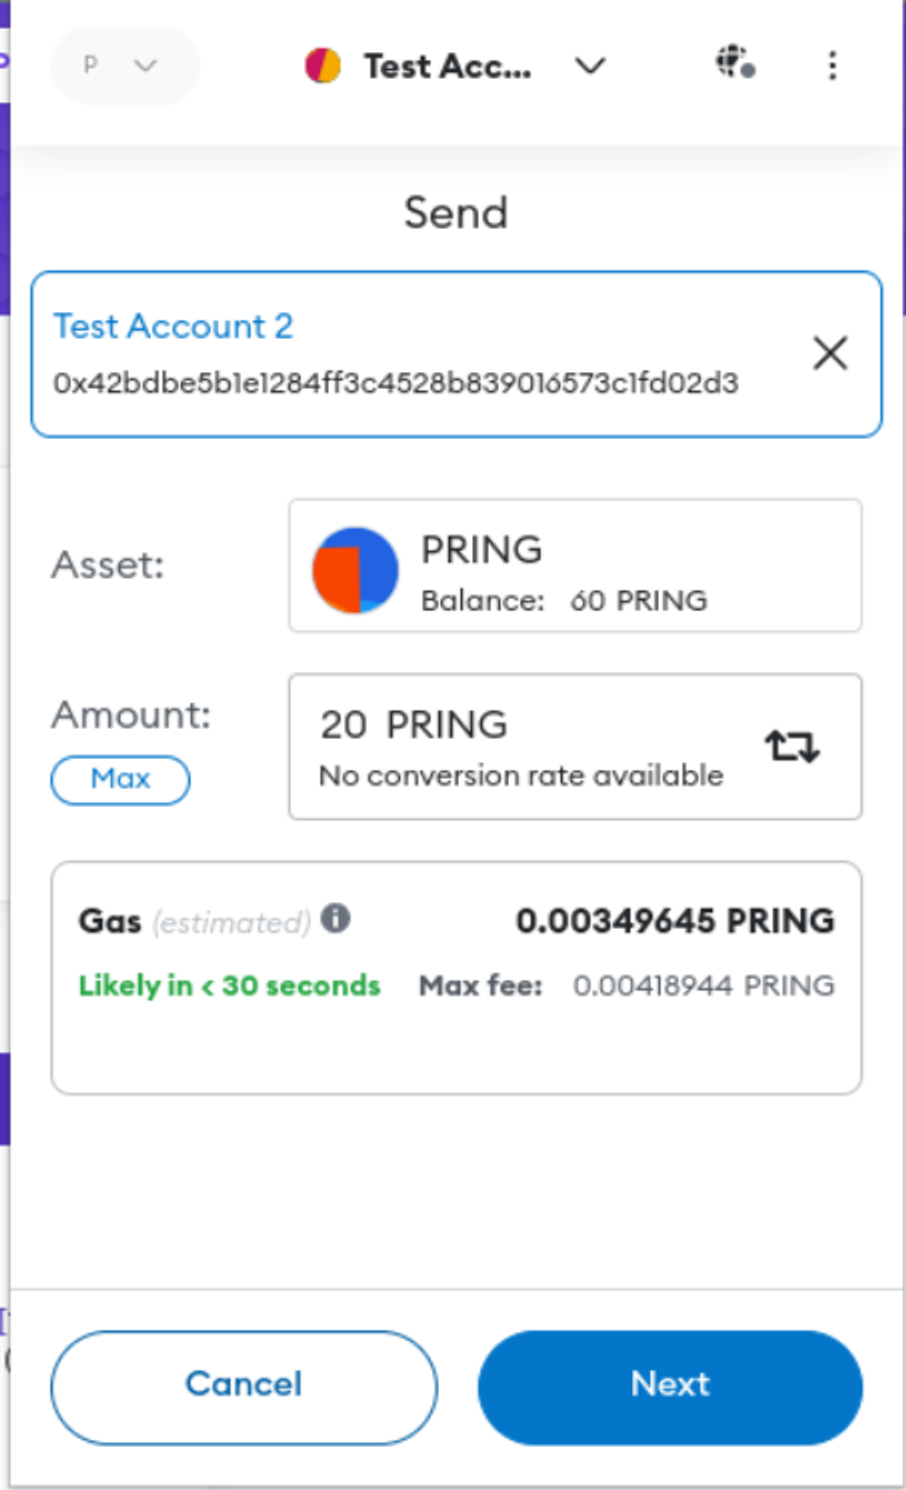 P
Test Acc...
Send
Test Account 2
0x42bdbe5b1e1284ff3c4528b839016573c1fd02d3
Asset:
PRING
Balance: 60 PRING
Amount:
20 PRING
Max
No conversion rate available
Gas (estimated) 0.00349645 PRING
Likely in < 30 seconds Max fee: 0.00418944 PRING
Cancel
Next